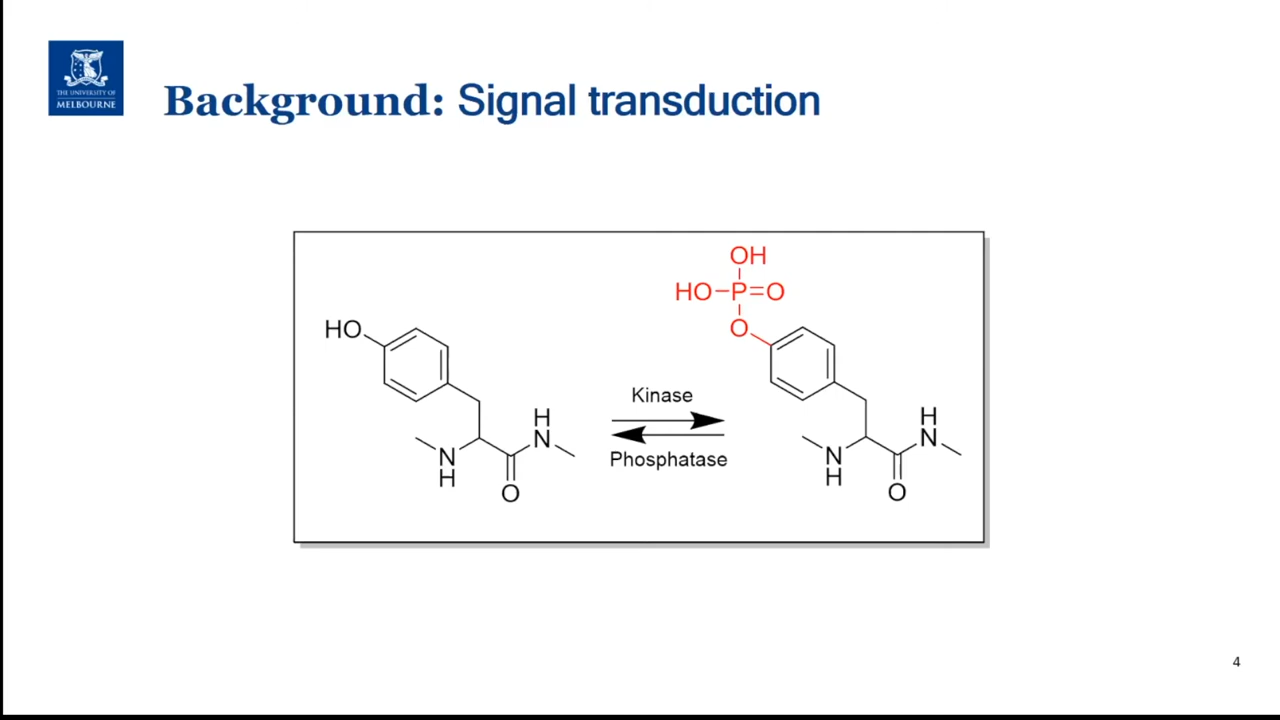 THE UNIVERSITY OF
MELBOURNE
Background: Signal transduction
OH
HO P O
O
HO
Kinase
Phosphatase
H
N
N
H
O
H
N
N
H
O
4